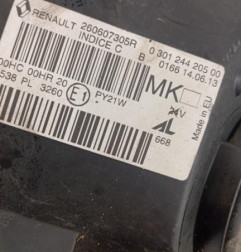 RENAULT 260607305R
INDICE C
0 301 244 205 00
B 0166 14.06.13
MK
00HC 00HR 20
538 PL 3260
E1
PY21W
24V
AL
668
Made in EU